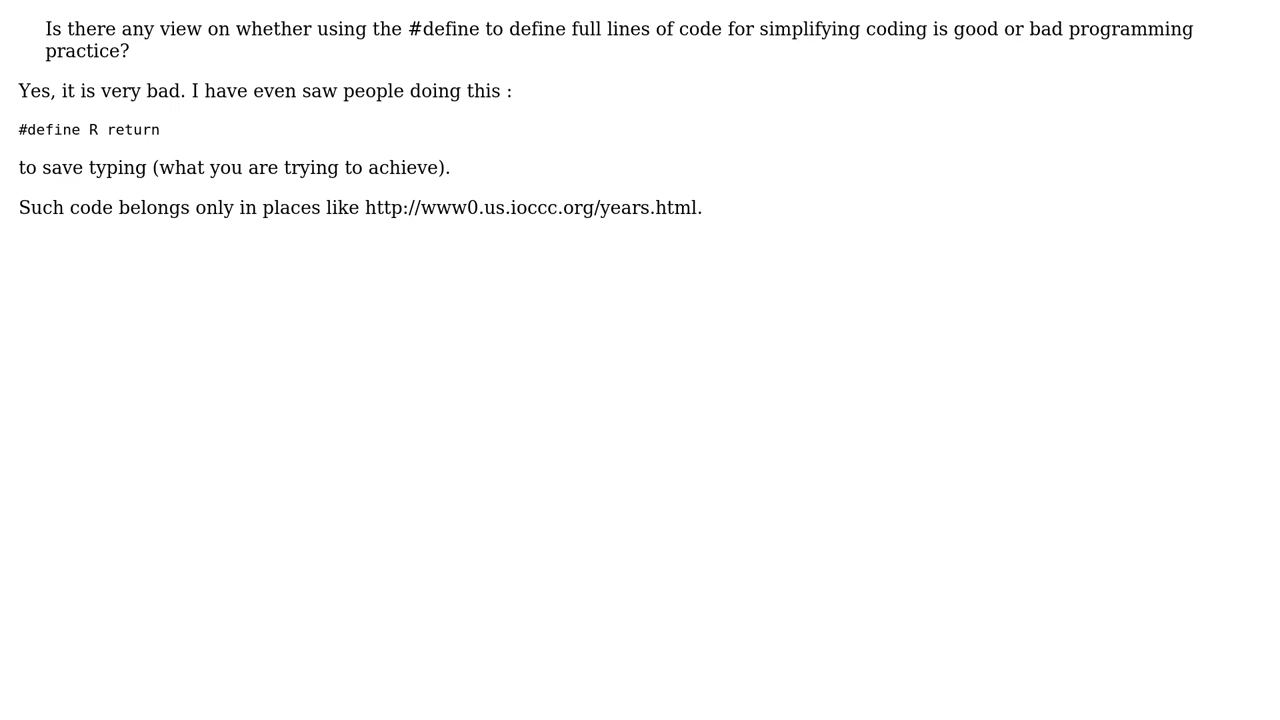 Is there any view on whether using the #define to define full lines of code for simplifying coding is good or bad programming
practice?
Yes, it is very bad. I have even saw people doing this :
#define R return
to save typing (what you are trying to achieve).
Such code belongs only in places like http://www0.us.ioccc.org/years.html.